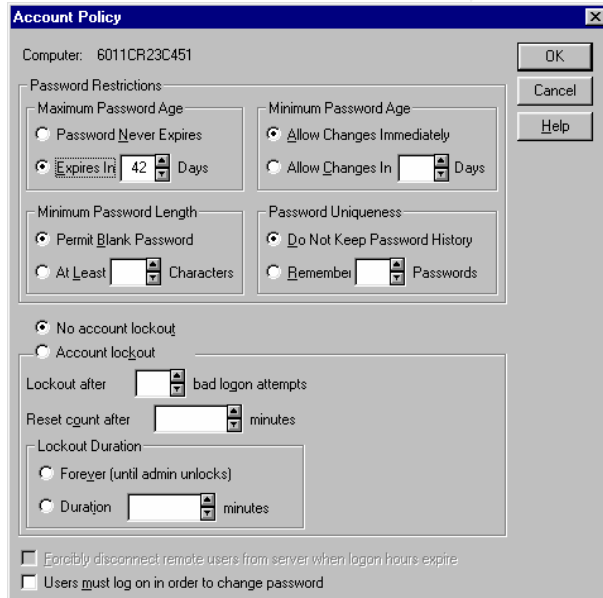 Account Policy
Computer: 6011CR23C451
OK
Cancel
Help
Password Restrictions
Maximum Password Age
Password Never Expires
Expires In 42 Days
Minimum Password Age
Allow Changes Immediately
Allow Changes In Days
Minimum Password Length
Permit Blank Password
At Least Characters
Password Uniqueness
Do Not Keep Password History
Remember Passwords
No account lockout
Account lockout
Lockout after bad logon attempts
Reset count after minutes
Lockout Duration
Forever (until admin unlocks)
Duration minutes
Forcibly disconnect remote users from server when logon hours expire
Users must log on in order to change password